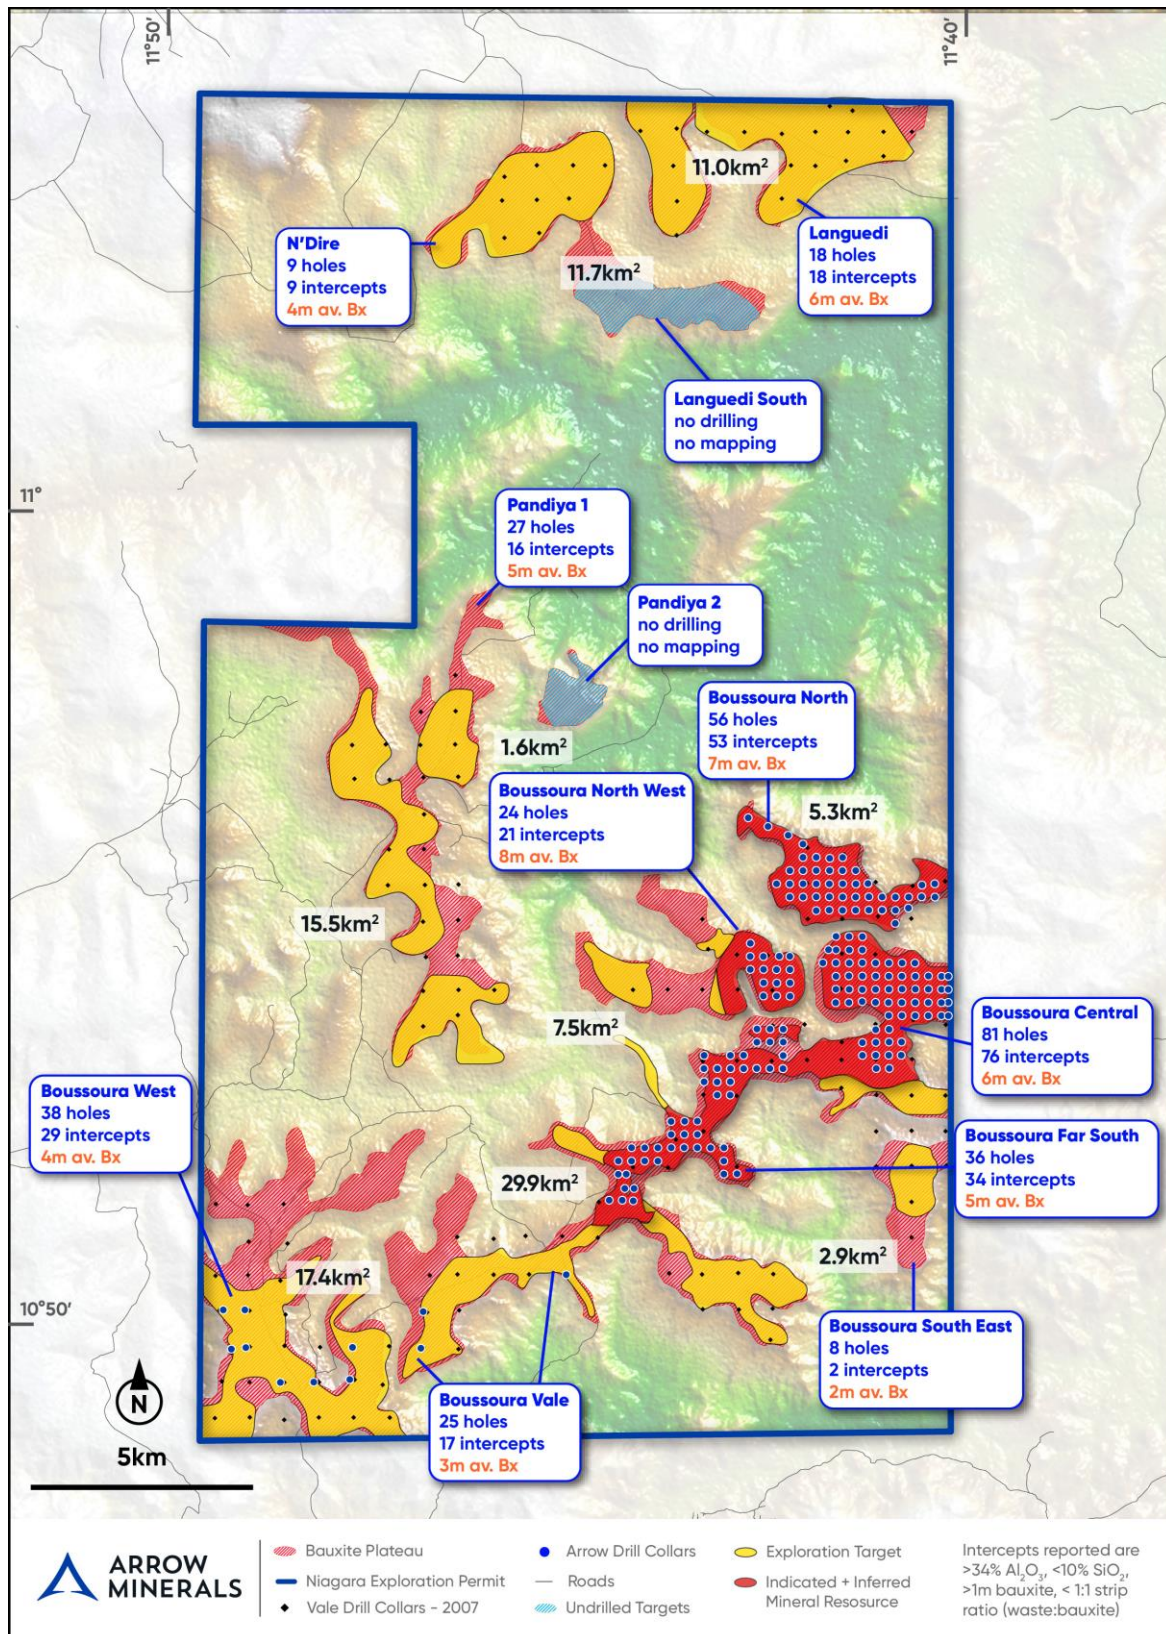 11°50′
11°40′
11.0km²
N'Dire
9 holes
9 intercepts
4m av. Bx
Languedi
18 holes
18 intercepts
6m av. Bx
11.7km²
Languedi South
no drilling
no mapping
11°
Pandiya 1
27 holes
16 intercepts
5m av. Bx
Pandiya 2
no drilling
no mapping
Boussoura North
56 holes
53 intercepts
7m av. Bx
1.6km²
Boussoura North West
24 holes
21 intercepts
8m av. Bx
5.3km²
15.5km²
7.5km²
Boussoura Central
81 holes
76 intercepts
6m av. Bx
Boussoura West
38 holes
29 intercepts
4m av. Bx
Boussoura Far South
36 holes
34 intercepts
5m av. Bx
29.9km²
2.9km²
17.4km²
10°50′
Boussoura South East
8 holes
2 intercepts
2m av. Bx
Boussoura Vale
25 holes
17 intercepts
3m av. Bx
N
5km
ARROW
MINERALS
Bauxite Plateau
Niagara Exploration Permit
Vale Drill Collars - 2007
Arrow Drill Collars
Roads
Undrilled Targets
Exploration Target
Indicated + Inferred
Mineral Resosurce
Intercepts reported are
>34% Al₂O₃, <10% SiO₂,
>1m bauxite, < 1:1 strip
ratio (waste:bauxite)